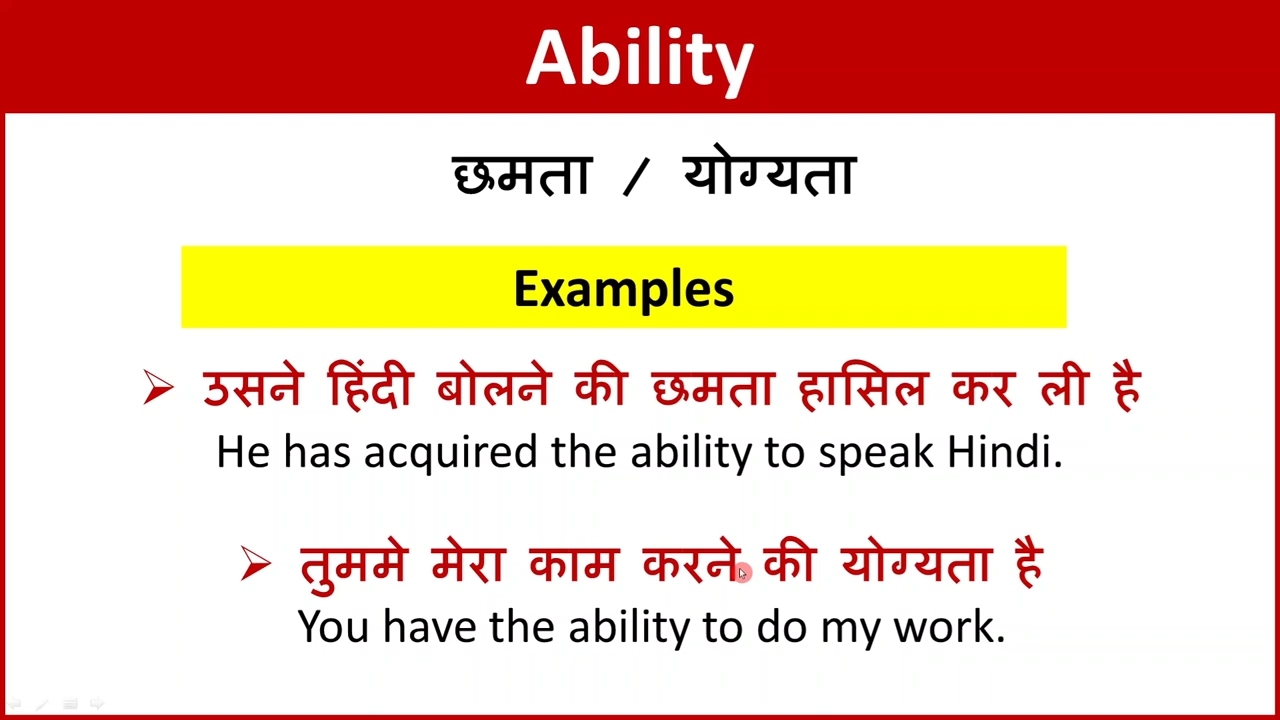 Ability
छमता / योग्यता
Examples
➢ उसने हिंदी बोलने की छमता हासिल कर ली है
He has acquired the ability to speak Hindi.
➢ तुममे मेरा काम करने की योग्यता है
You have the ability to do my work.